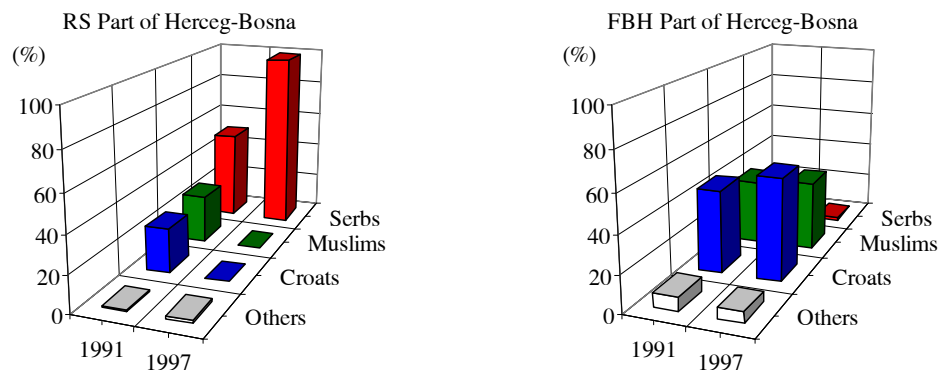 RS Part of Herceg-Bosna
(%)
100
80
60
40
20
0
Serbs
Muslims
Croats
Others
1991
1997
FBH Part of Herceg-Bosna
(%)
100
80
60
40
20
0
Serbs
Muslims
Croats
Others
1991
1997